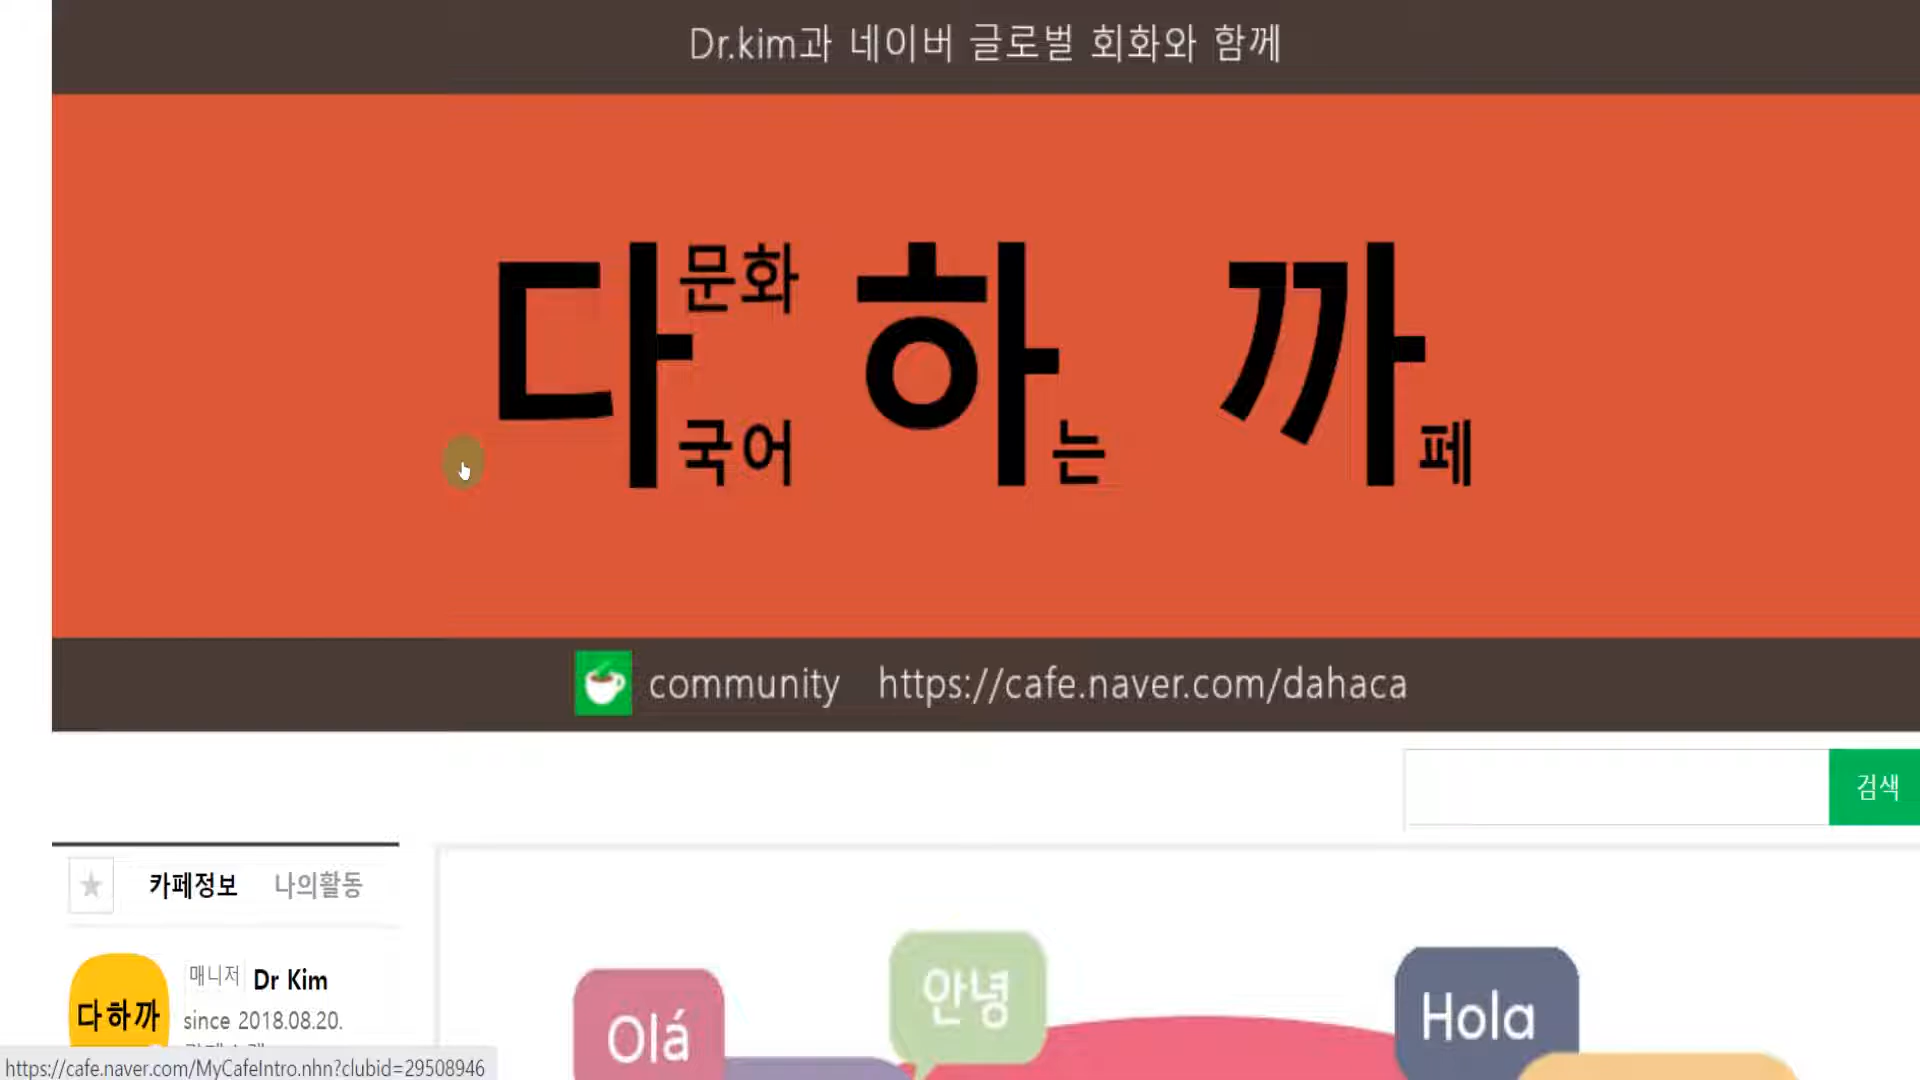 Dr.kim과 네이버 글로벌 회화와 함께
다문화국어 하는 까페
community https://cafe.naver.com/dahaca
검색
카페정보 나의활동
다하까
매니저 Dr Kim
since 2018.08.20.
Olá
안녕
Hola
https://cafe.naver.com/MyCafeIntro.nhn?clubid=29508946